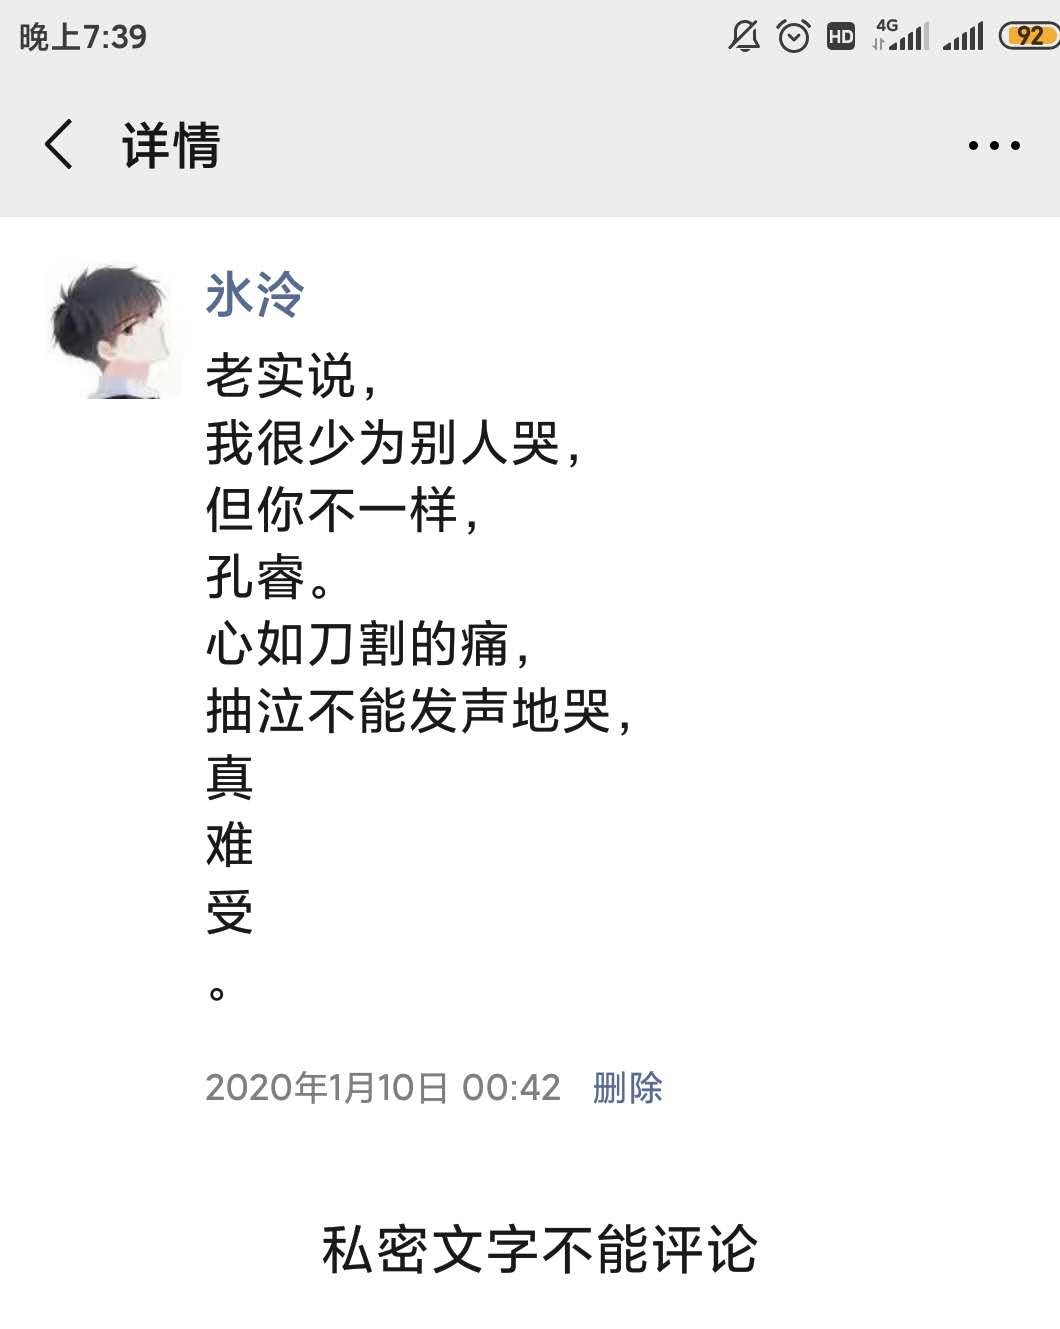 晚上7:39
HD 4G 92
详情
氷泠
老实说，
我很少为别人哭，
但你不一样，
孔睿。
心如刀割的痛，
抽泣不能发声地哭，
真
难
受
。
2020年1月10日 00:42 删除
私密文字不能评论